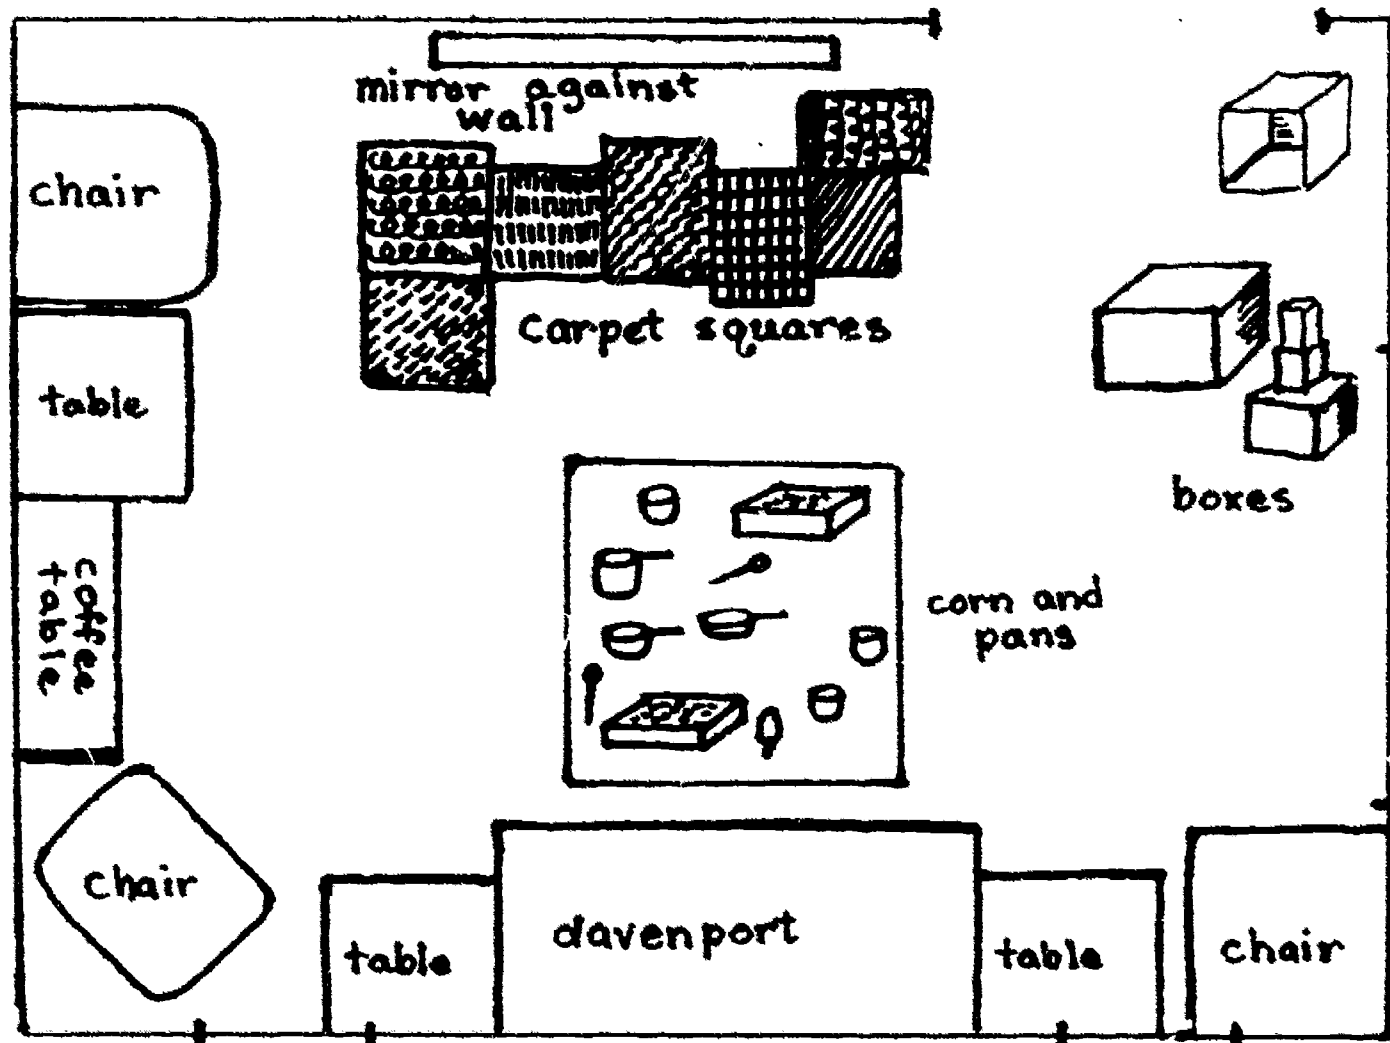 mirror against
wall
chair
carpet squares
table
boxes
coffee
table
corn and
pans
chair
table
davenport
table
chair